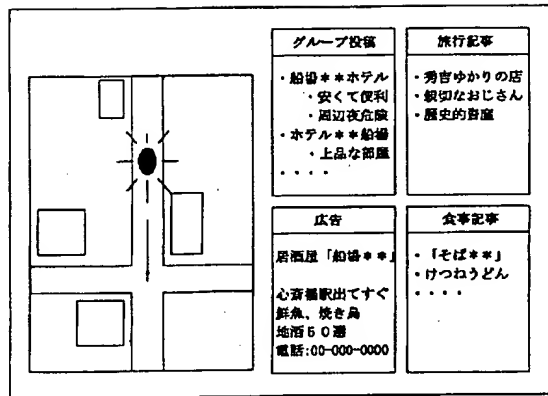 グループ投稿
・船場＊＊ホテル
・安くて便利
・周辺夜危険
・ホテル＊＊船場
・上品な部屋
・・・・
旅行記事
・秀吉ゆかりの店
・親切なおじさん
・歴史的資産
広告
居酒屋「船場＊＊」
心斎橋駅出てすぐ
鮮魚、焼き鳥
地酒５０選
電話:00-000-0000
食事記事
・「そば＊＊」
・けつねうどん
・・・・